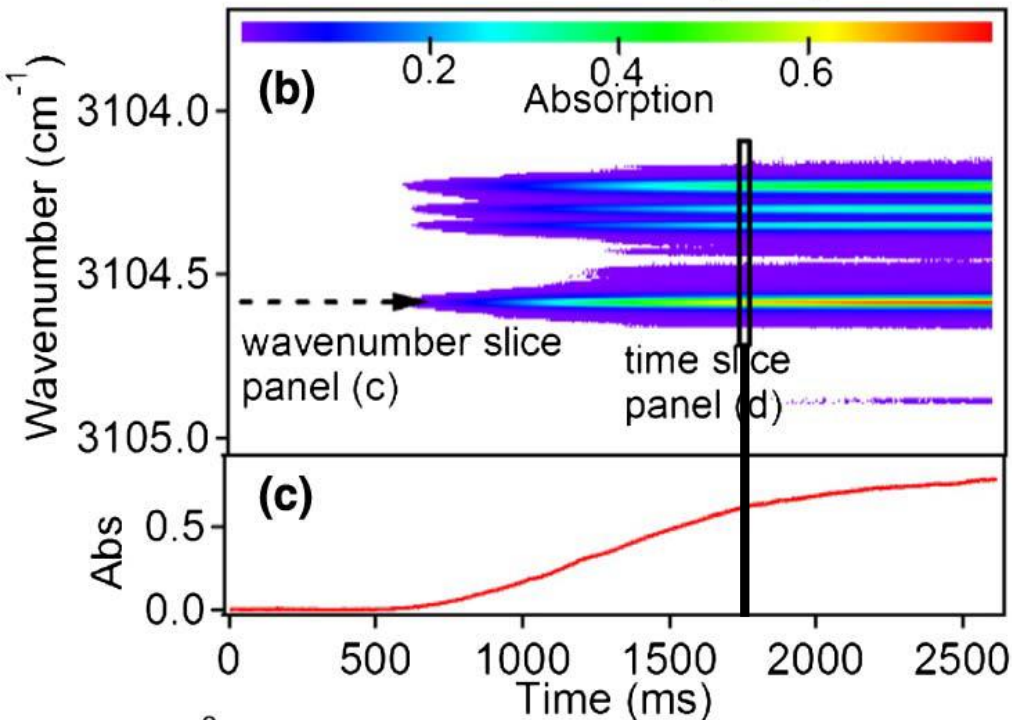 0.2 0.4 0.6
Absorption
(b)
Wavenumber (cm⁻¹)
3104.0
3104.5
3105.0
wavenumber slice
panel (c)
time slice
panel (d)
(c)
Abs
0.5
0.0
0 500 1000 1500 2000 2500
Time (ms)